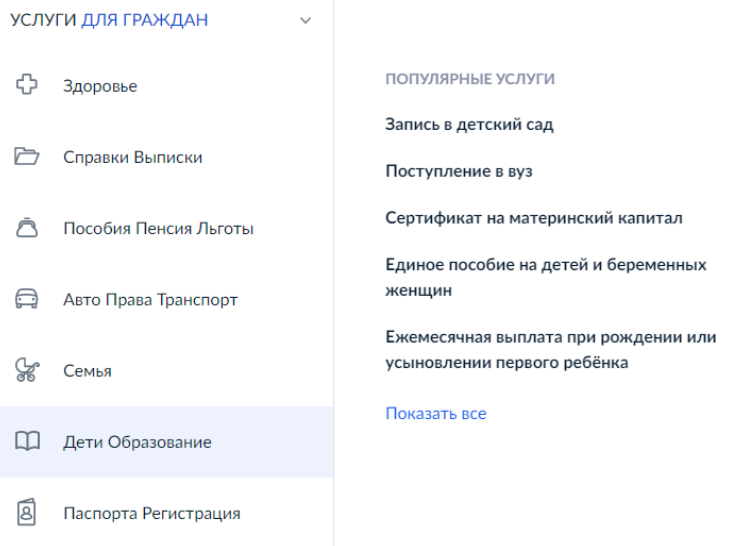 УСЛУГИ ДЛЯ ГРАЖДАН
Здоровье
Справки Выписки
Пособия Пенсия Льготы
Авто Права Транспорт
Семья
Дети Образование
Паспорта Регистрация
ПОПУЛЯРНЫЕ УСЛУГИ
Запись в детский сад
Поступление в вуз
Сертификат на материнский капитал
Единое пособие на детей и беременных
женщин
Ежемесячная выплата при рождении или
усыновлении первого ребёнка
Показать все